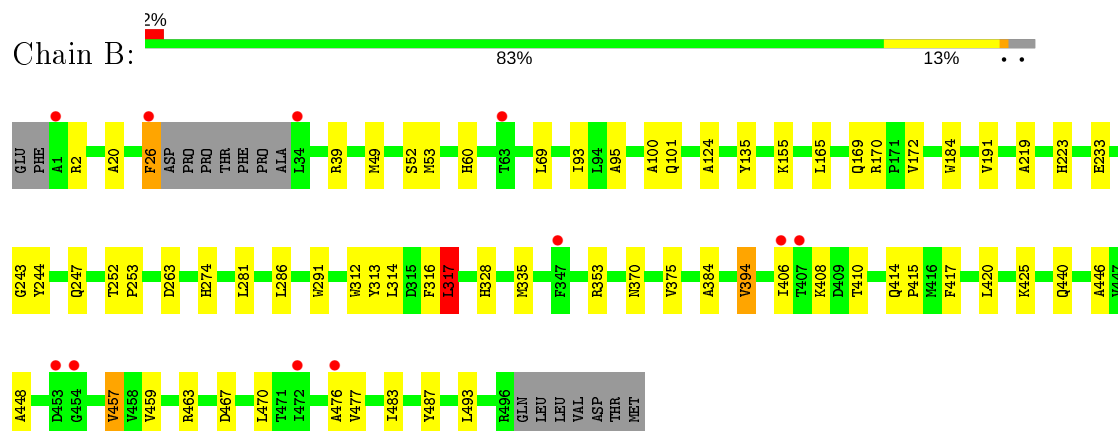 2%
Chain B:
83% 13% • •
GLU PHE A1 R2 A20 F26 ASP PRO PRO THR PHE PRO ALA L34 R39 M49 S52 M53 H60 T63 L69 I93 L94 A95 A100 Q101 A124 Y135 K155 L165 Q169 R170 P171 V172 W184 V191 A219 H223 E233
G243 Y244 Q247 T252 P253 D263 H274 L281 L286 W291 W312 Y313 L314 D315 F316 L317 H328 M335 F347 R353 N370 V375 A384 V394 I406 T407 K408 D409 T410 Q414 P415 M416 F417 L420 K425 Q440 A446 V447
A448 D453 G454 V457 V458 V459 R463 D467 L470 T471 I472 A476 V477 I483 Y487 L493 R496 GLN LEU LEU VAL ASP THR MET